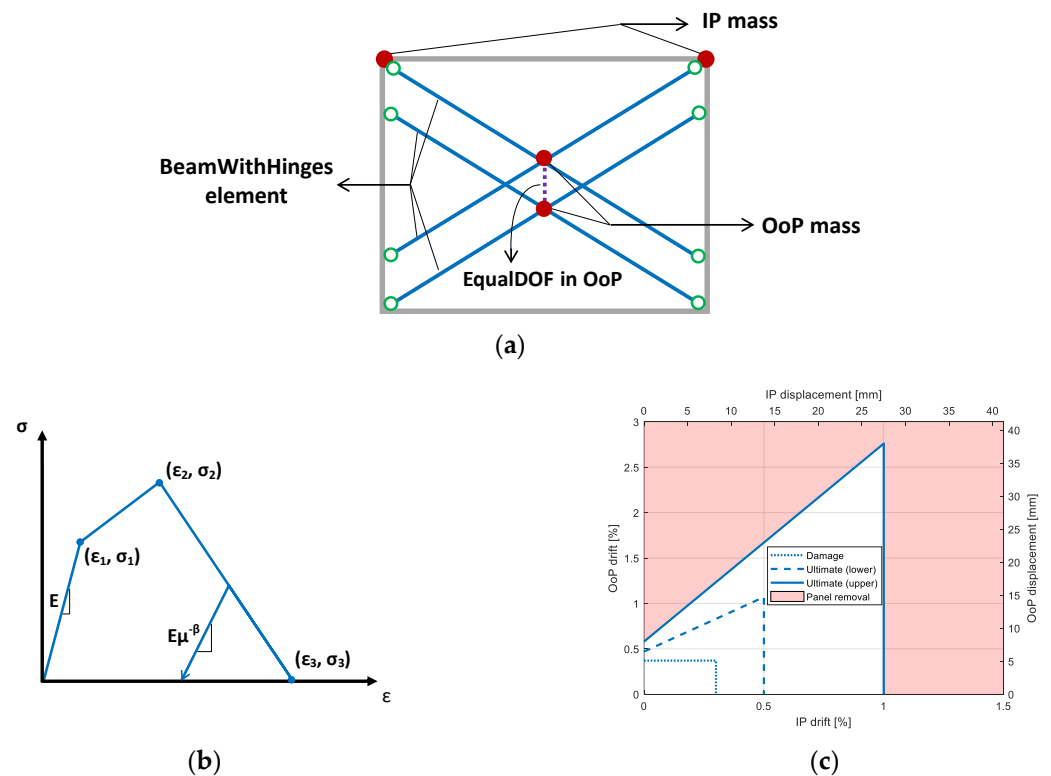 IP mass
BeamWithHinges
element
OoP mass
EqualDOF in OoP
(a)
σ
(ε2, σ2)
(ε1, σ1)
E
Eμ-β
(ε3, σ3)
ε
(b)
IP displacement [mm]
0 5 10 15 20 25 30 35 40
3
2.5
2
1.5
1
0.5
0
OoP drift [%]
Damage
Ultimate (lower)
Ultimate (upper)
Panel removal
40
35
30
25
20
15
10
5
0
OoP displacement [mm]
0 0.5 1 1.5
IP drift [%]
(c)